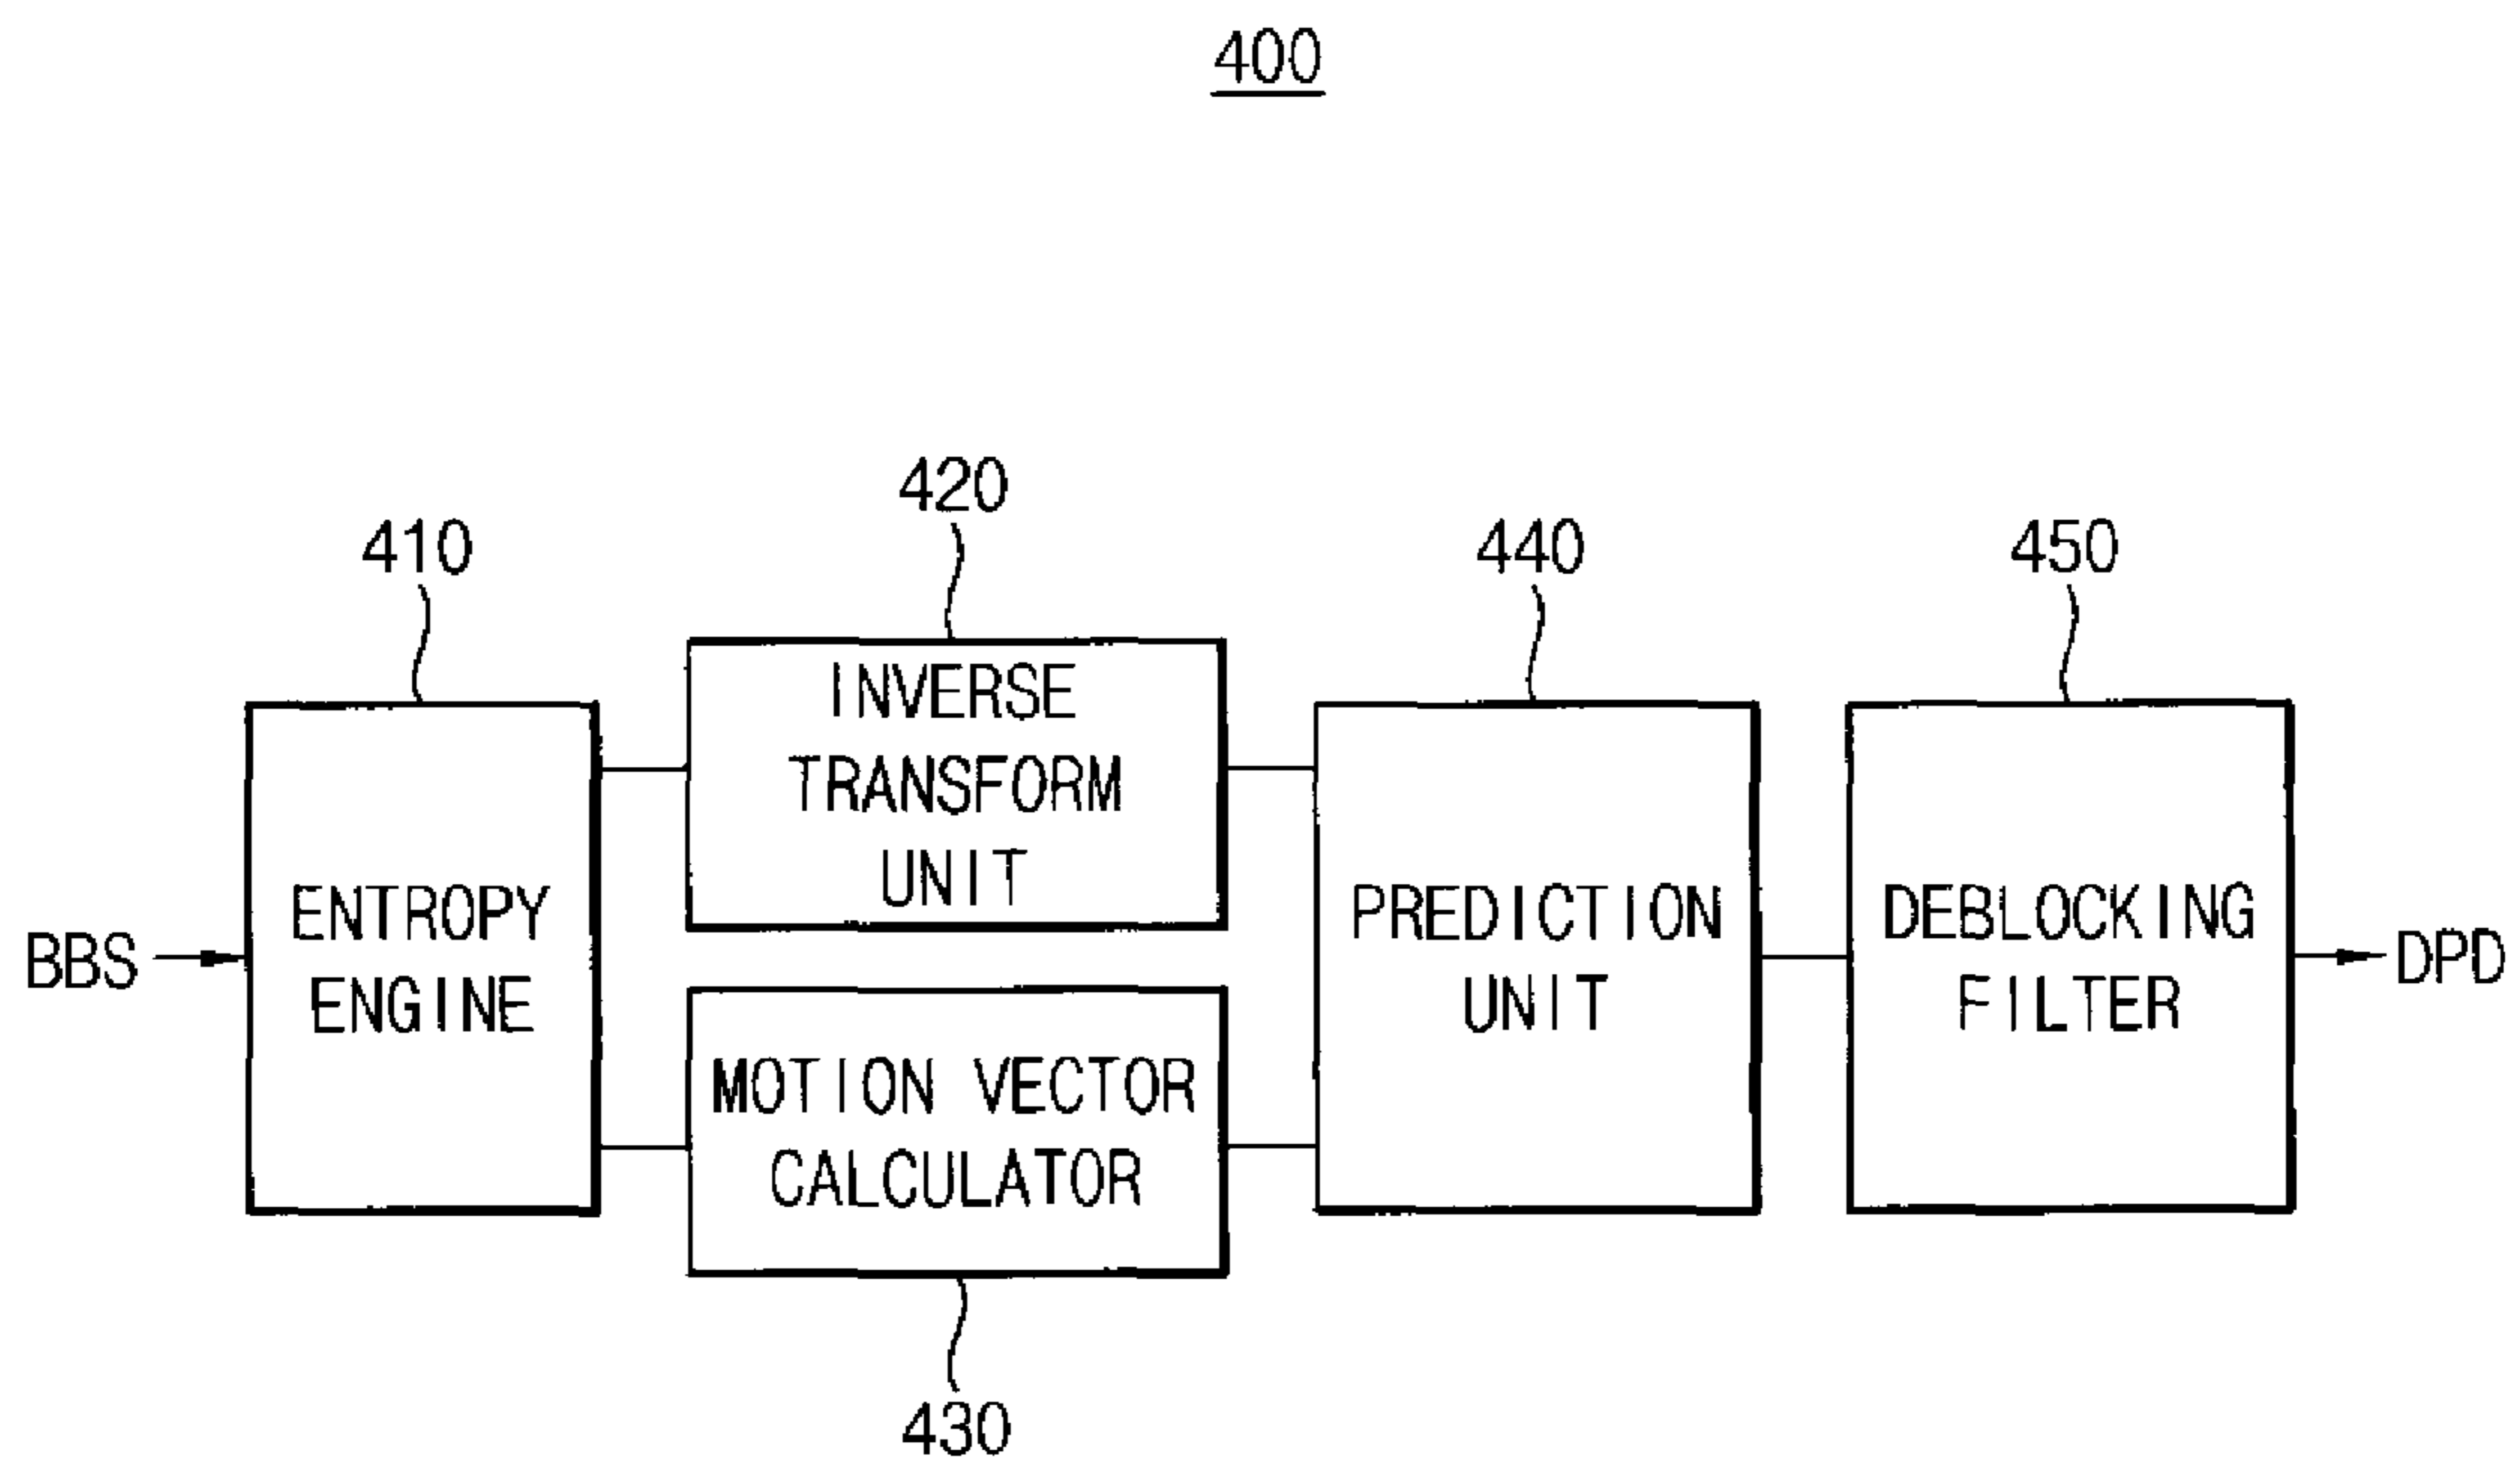 400
420
410
440
450
INVERSE
TRANSFORM
UNIT
ENTROPY
ENGINE
PREDICTION
UNIT
DEBLOCKING
FILTER
BBS
DPD
MOTION VECTOR
CALCULATOR
430